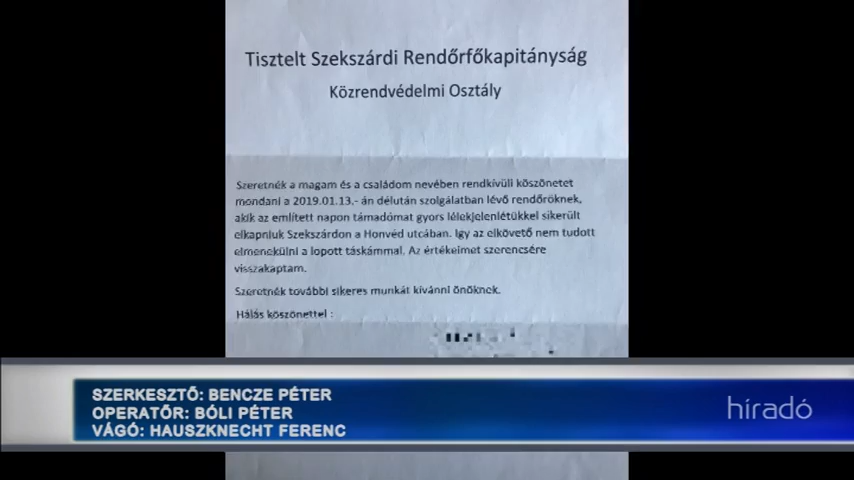 Tisztelt Szekszárdi Rendőrfőkapitányság
Közrendvédelmi Osztály
Szeretnék a magam és a családom nevében rendkívüli köszönetet
mondani a 2019.01.13.- án délután szolgálatban lévő rendőröknek,
akik az említett napon támadómat gyors lélekjelenlétükkel sikerült
elkapniuk Szekszárdon a Honvéd utcában. Igy az elkövető nem tudott
elmenekülni a lopott táskámmal. Az értékeimet szerencsére
visszakaptam.
Szeretnék további sikeres munkát kívánni önöknek.
Hálás köszönettel :
SZERKESZTŐ: BENCZE PÉTER
OPERATŐR: BÓLI PÉTER
VÁGÓ: HAUSZKNECHT FERENC
híradó